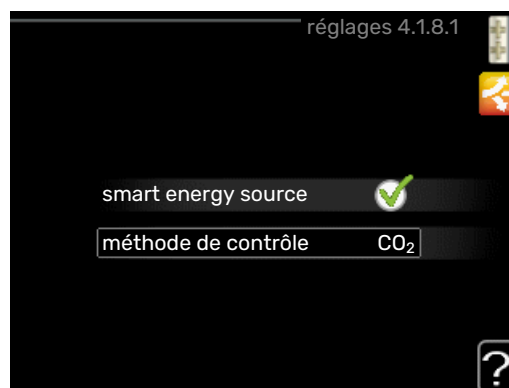 réglages 4.1.8.1
smart energy source
méthode de contrôle CO₂
?